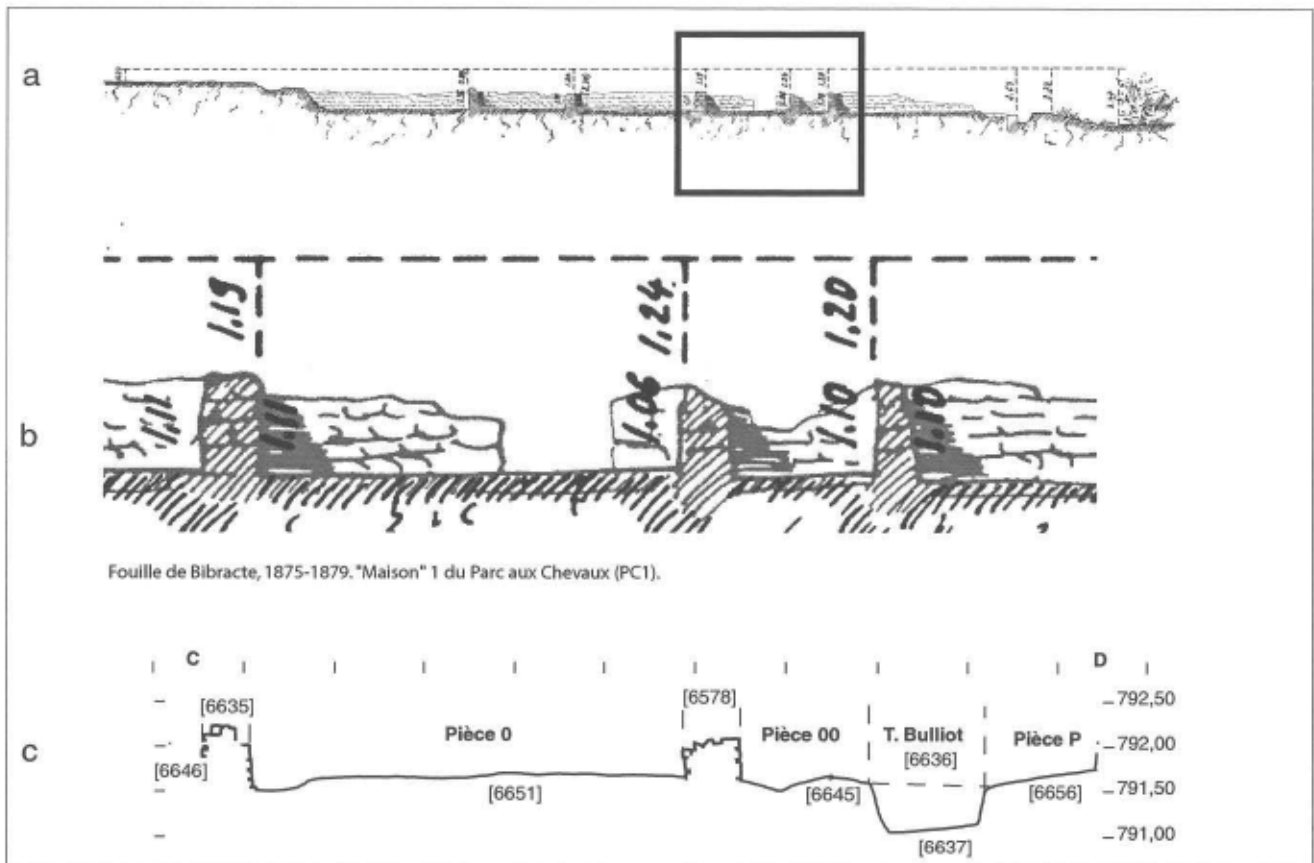 a
b
1.19
1.24
1.20
1.11
1.11
1.06
1.10
1.10
Fouille de Bibracte, 1875-1879. "Maison" 1 du Parc aux Chevaux (PC1).
c
C
D
[6635]
[6578]
792,50
Pièce 0
Pièce 00
T. Bulliot
Pièce P
792,00
[6646]
[6636]
[6651]
[6645]
[6656]
791,50
[6637]
791,00